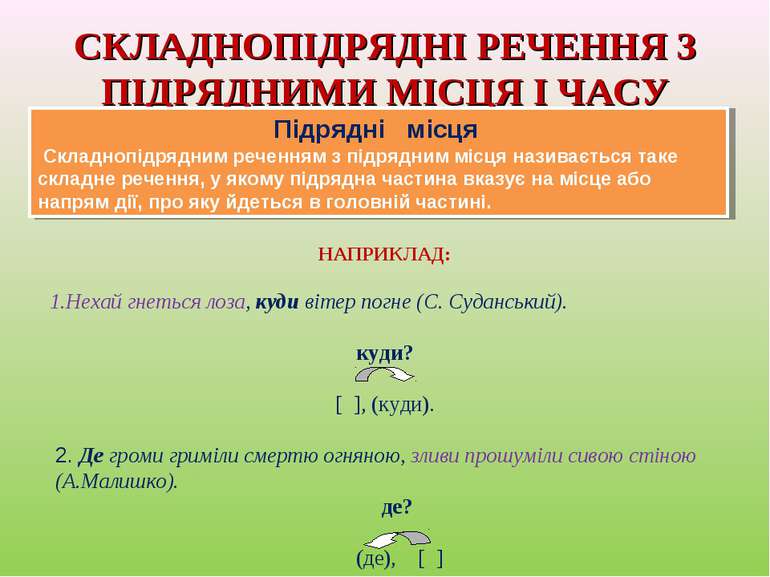 СКЛАДНОПІДРЯДНІ РЕЧЕННЯ З
ПІДРЯДНИМИ МІСЦЯ І ЧАСУ
Підрядні місця
Складнопідрядним реченням з підрядним місця називається таке
складне речення, у якому підрядна частина вказує на місце або
напрям дії, про яку йдеться в головній частині.
НАПРИКЛАД:
1.Нехай гнеться лоза, куди вітер погне (С. Суданський).
куди?
[ ], (куди).
2. Де громи гриміли смертю огняною, зливи прошуміли сивою стіною
(А.Малишко).
де?
(де), [ ]